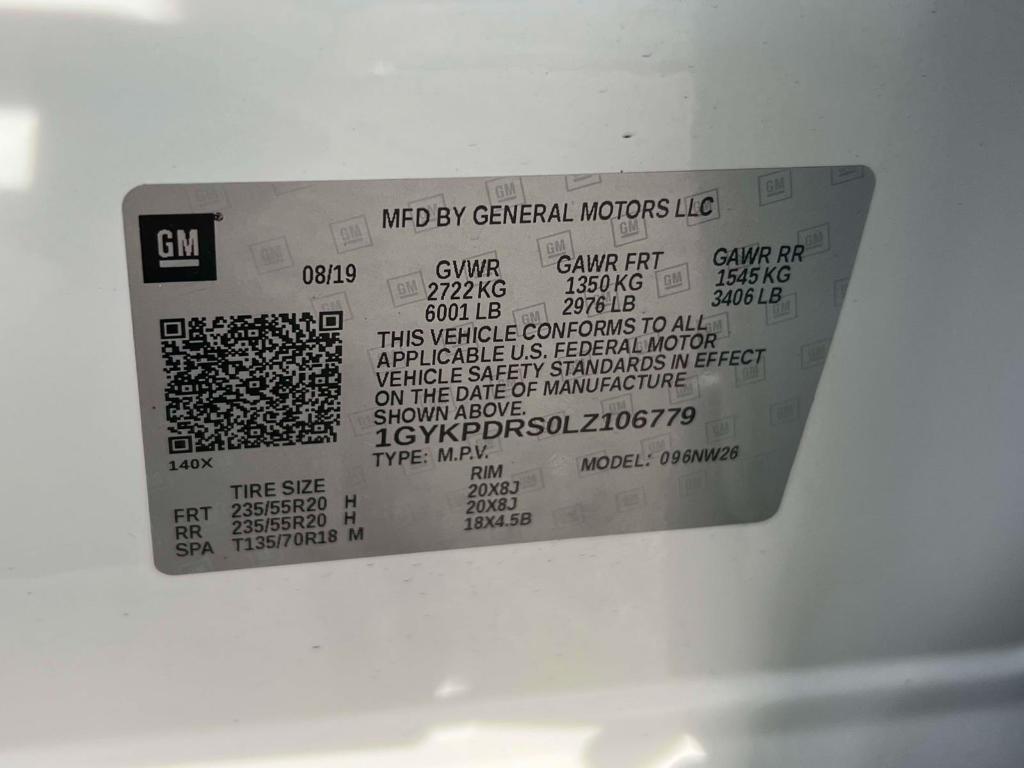 GM
MFD BY GENERAL MOTORS LLC
08/19
GVWR
2722 KG
6001 LB
GAWR FRT
1350 KG
2976 LB
GAWR RR
1545 KG
3406 LB
THIS VEHICLE CONFORMS TO ALL
APPLICABLE U.S. FEDERAL MOTOR
VEHICLE SAFETY STANDARDS IN EFFECT
ON THE DATE OF MANUFACTURE
SHOWN ABOVE.
1GYKPDRS0LZ106779
TYPE: M.P.V. MODEL: 096NW26
140X
TIRE SIZE RIM
FRT 235/55R20 H 20X8J
RR 235/55R20 H 20X8J
SPA T135/70R18 M 18X4.5B